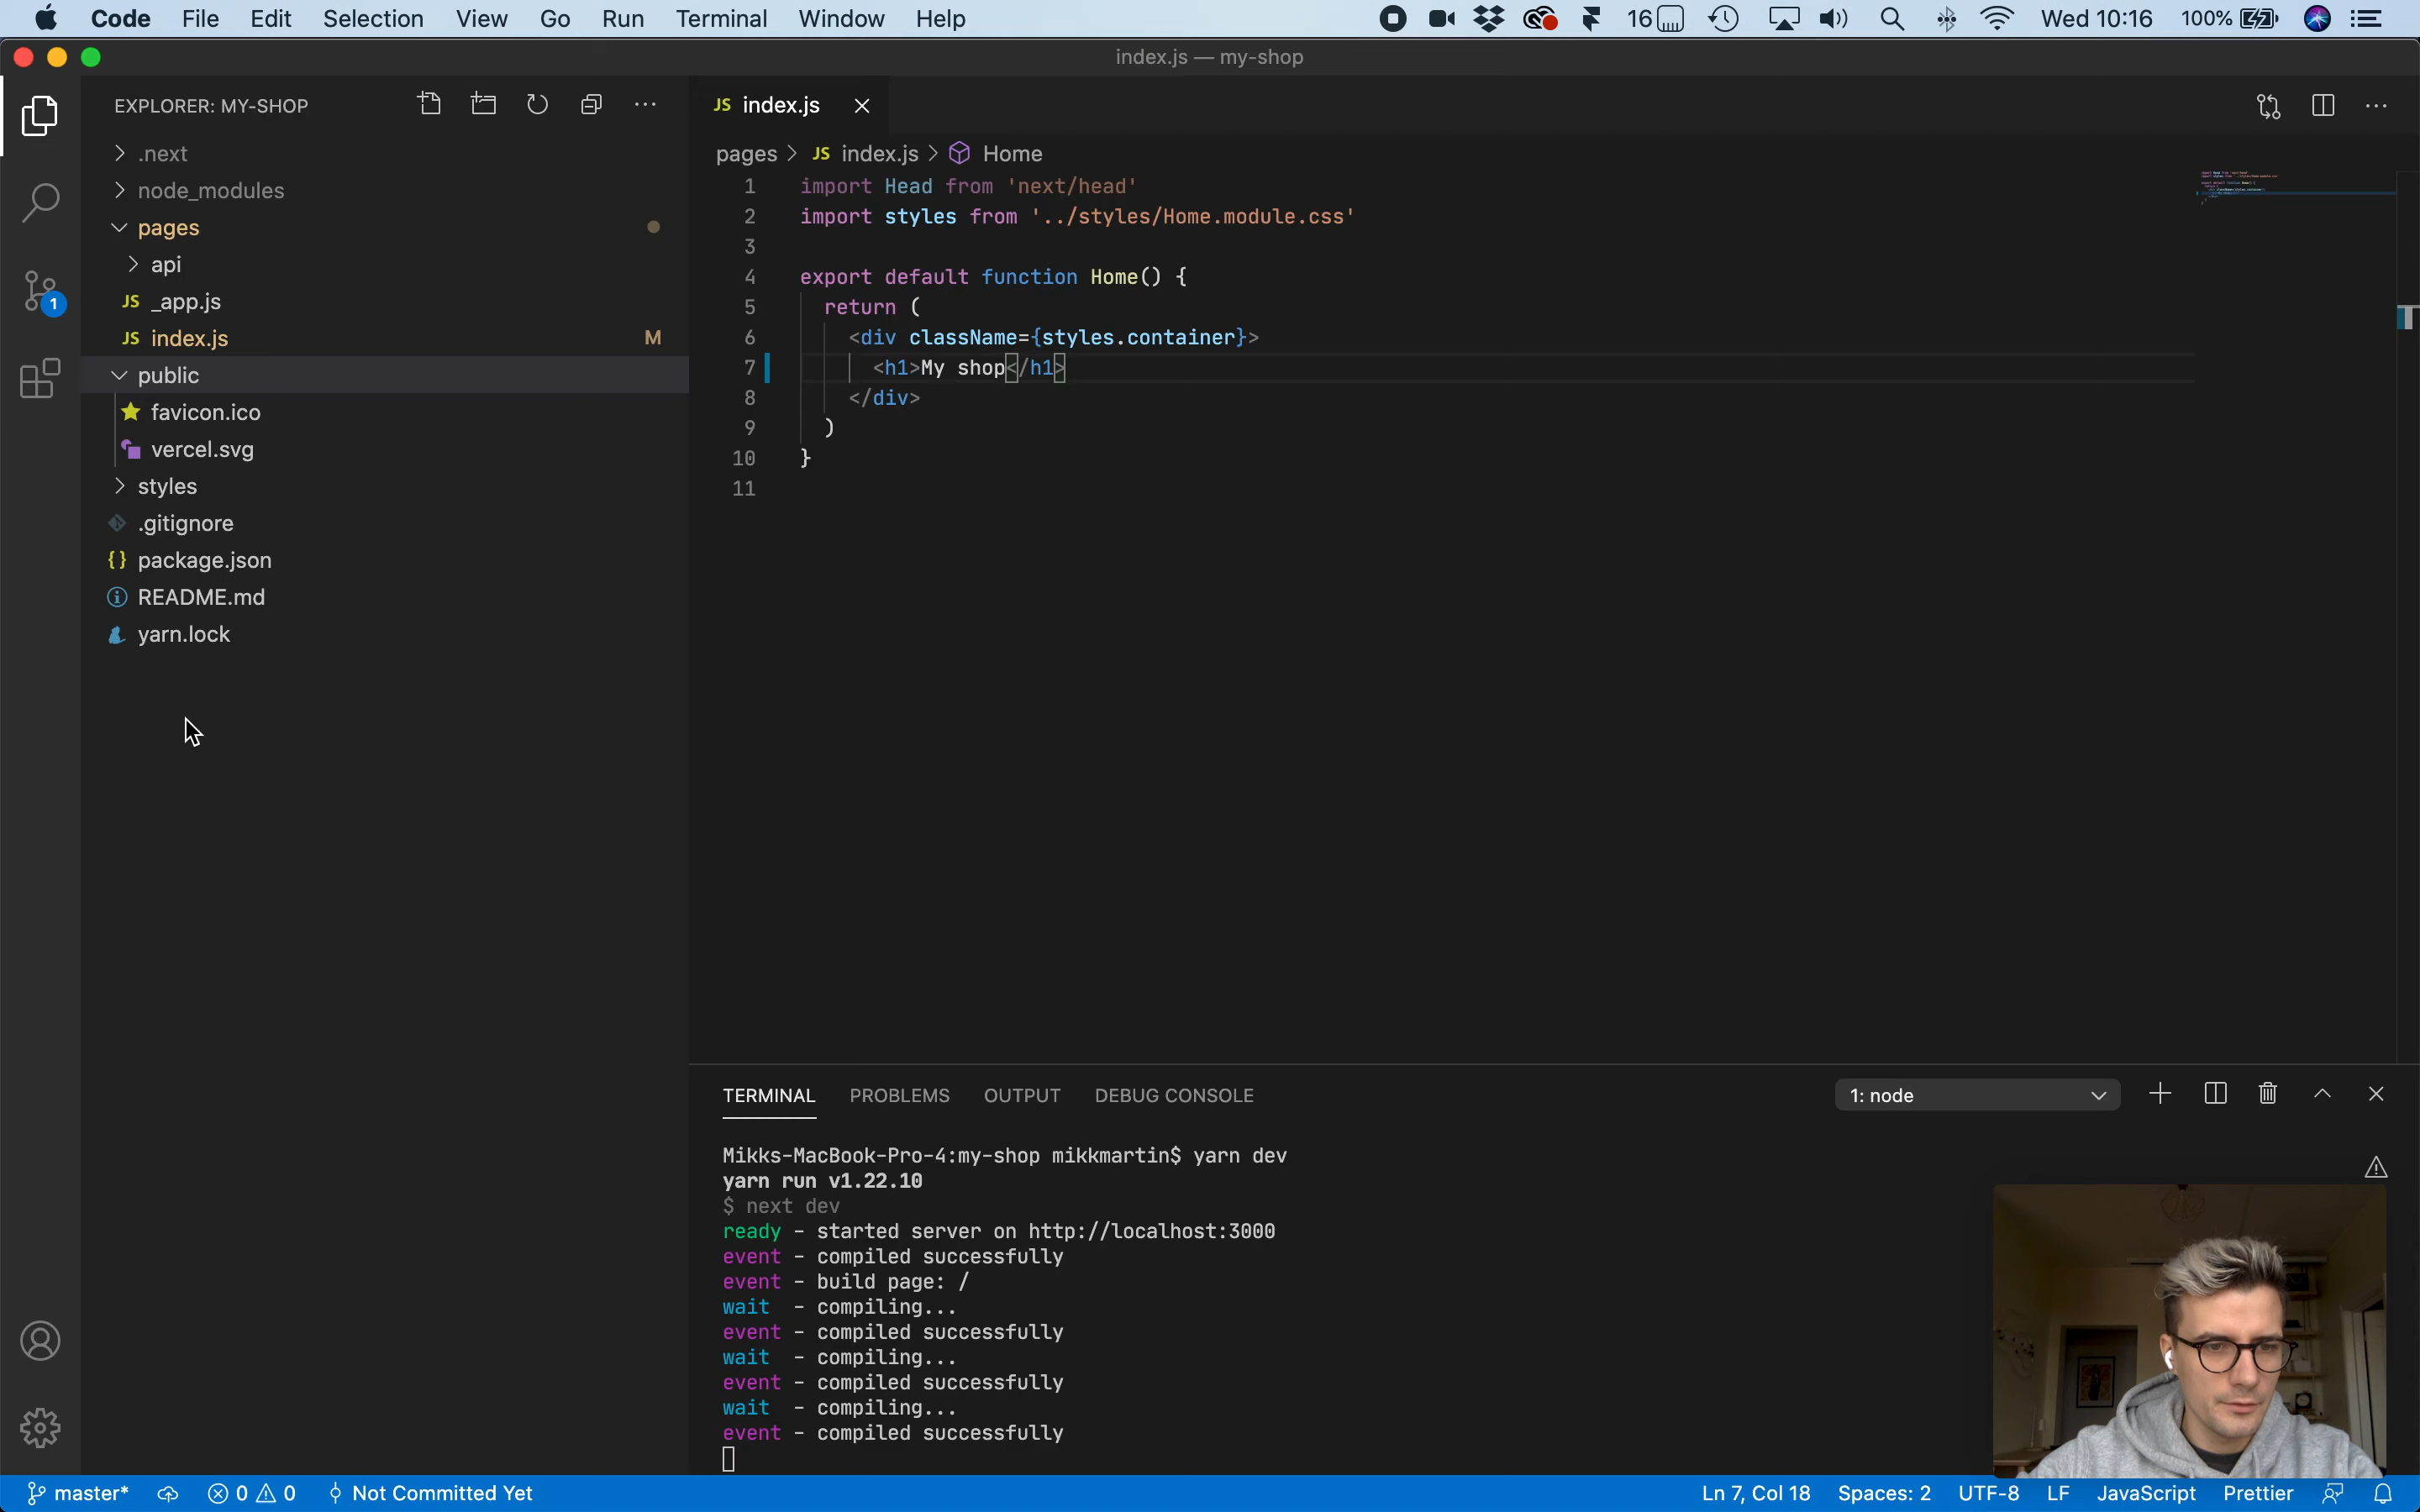 Code File Edit Selection View Go Run Terminal Window Help 16 Wed 10:16 100%
index.js — my-shop
EXPLORER: MY-SHOP
.next
node_modules
pages
api
JS _app.js
JS index.js M
public
favicon.ico
vercel.svg
styles
.gitignore
{} package.json
README.md
yarn.lock
1
JS index.js
pages > JS index.js > Home
1 import Head from 'next/head'
2 import styles from '../styles/Home.module.css'
3
4 export default function Home() {
5 return (
6 <div className={styles.container}>
7 <h1>My shop</h1>
8 </div>
9 )
10 }
11
TERMINAL PROBLEMS OUTPUT DEBUG CONSOLE 1: node
Mikks-MacBook-Pro-4:my-shop mikkmartin$ yarn dev
yarn run v1.22.10
$ next dev
ready - started server on http://localhost:3000
event - compiled successfully
event - build page: /
wait - compiling...
event - compiled successfully
wait - compiling...
event - compiled successfully
wait - compiling...
event - compiled successfully
master* 0 0 Not Committed Yet Ln 7, Col 18 Spaces: 2 UTF-8 LF JavaScript Prettier